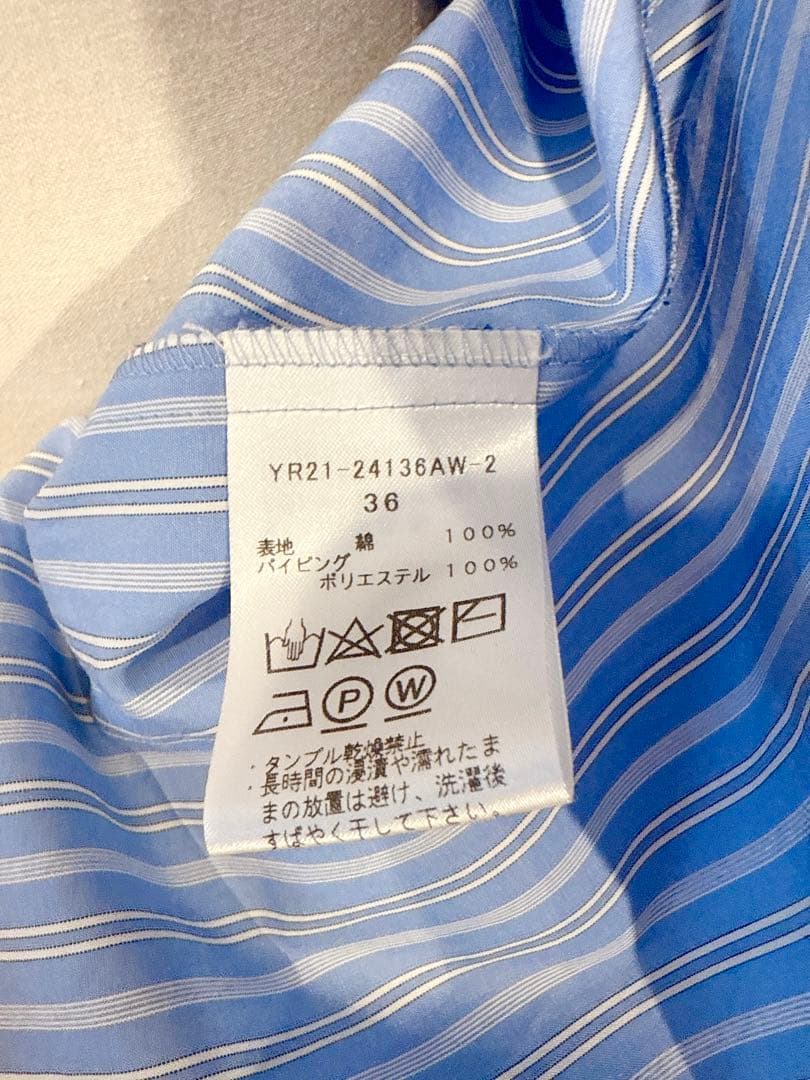 YR21-24136AW-2
36
表地 綿 100%
パイピング
ポリエステル 100%
P W
・タンブル乾燥禁止
・長時間の浸漬や濡れたま
まの放置は避け、洗濯後
すばやく干して下さい。